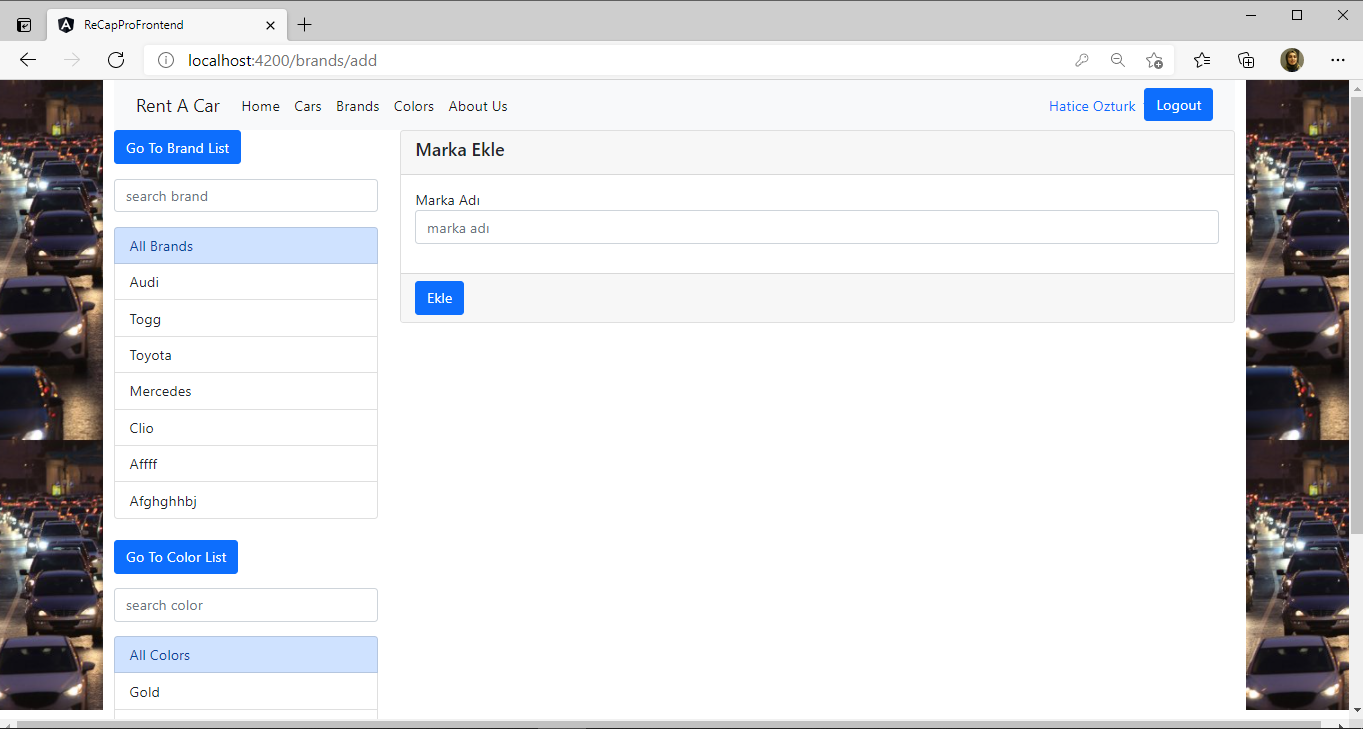 ReCapProFrontend
localhost:4200/brands/add
Rent A Car Home Cars Brands Colors About Us Hatice Ozturk Logout
Go To Brand List
search brand
All Brands
Audi
Togg
Toyota
Mercedes
Clio
Affff
Afghghhbj
Go To Color List
search color
All Colors
Gold
Marka Ekle
Marka Adı
marka adı
Ekle